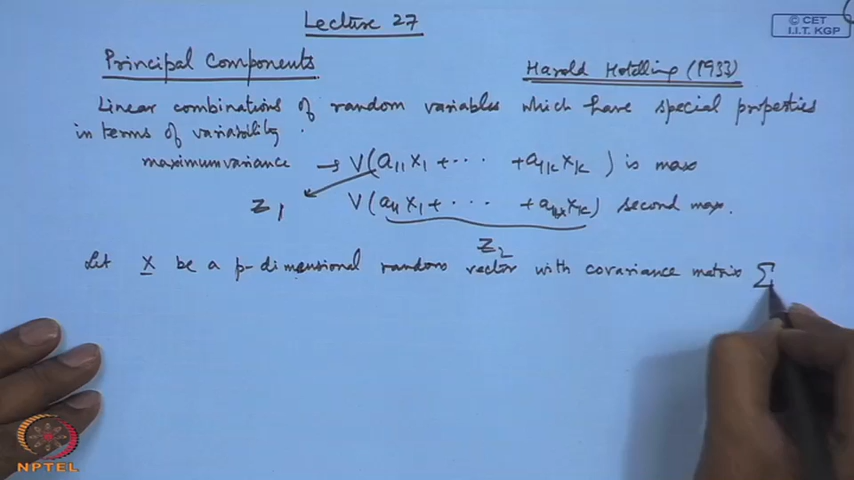 Lecture 27
© CET
I.I.T. KGP
Principal Components
Harold Hotelling (1933)
Linear combinations of random variables which have special properties
in terms of variability.
maximum variance → V(a11 x1 + ··· + a1k xk) is max
z1 V(a11 x1 + ··· + a1k xk) second max.
z2
Let X be a p-dimensional random vector with covariance matrix Σ
NPTEL